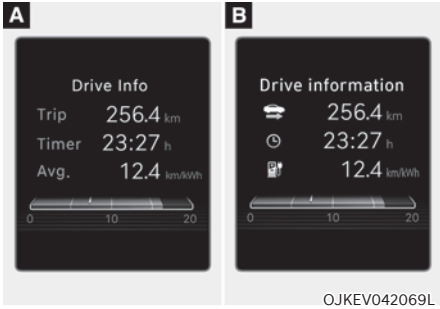 A
Drive Info
Trip 256.4 km
Timer 23:27 h
Avg. 12.4 km/kWh
0 10 20
B
Drive information
256.4 km
23:27 h
12.4 km/kWh
0 10 20
OJKEV042069L